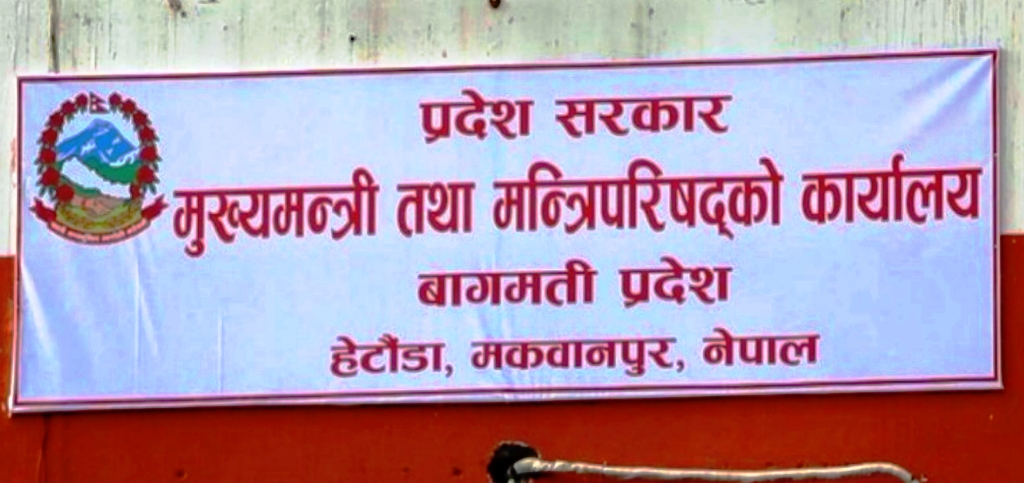 प्रदेश सरकार
मुख्यमन्त्री तथा मन्त्रिपरिषद्को कार्यालय
बागमती प्रदेश
हेटौंडा, मकवानपुर, नेपाल